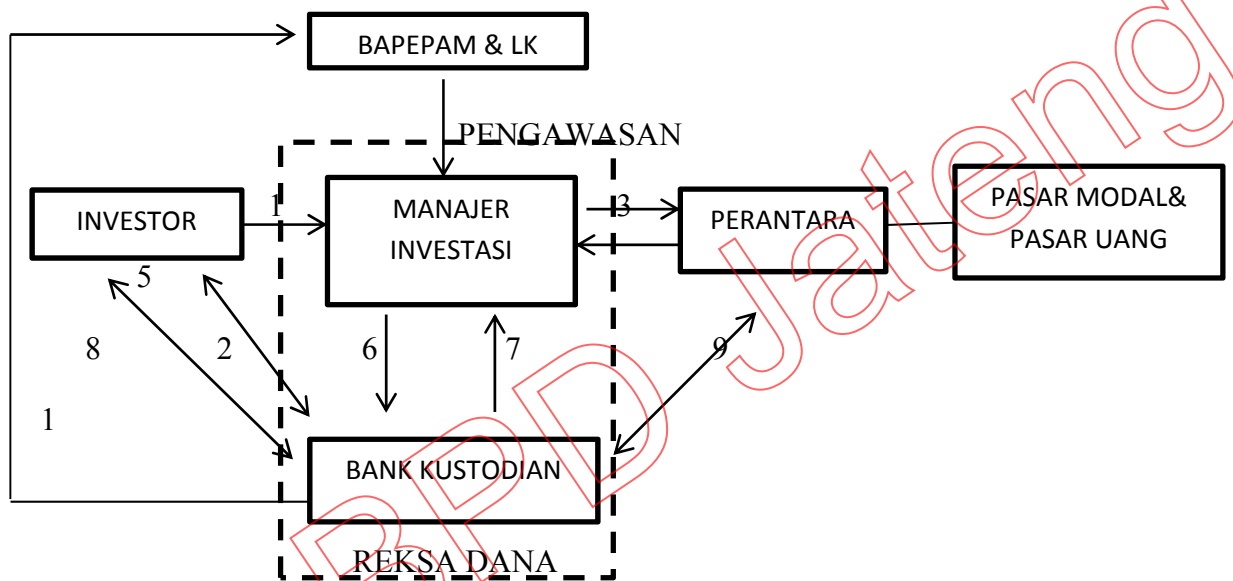 BAPEPAM & LK
PENGAWASAN
INVESTOR
1
MANAJER
INVESTASI
3
PERANTARA
PASAR MODAL&
PASAR UANG
5
8
2
6
7
9
1
BANK KUSTODIAN
REKSA DANA
BPD Jateng